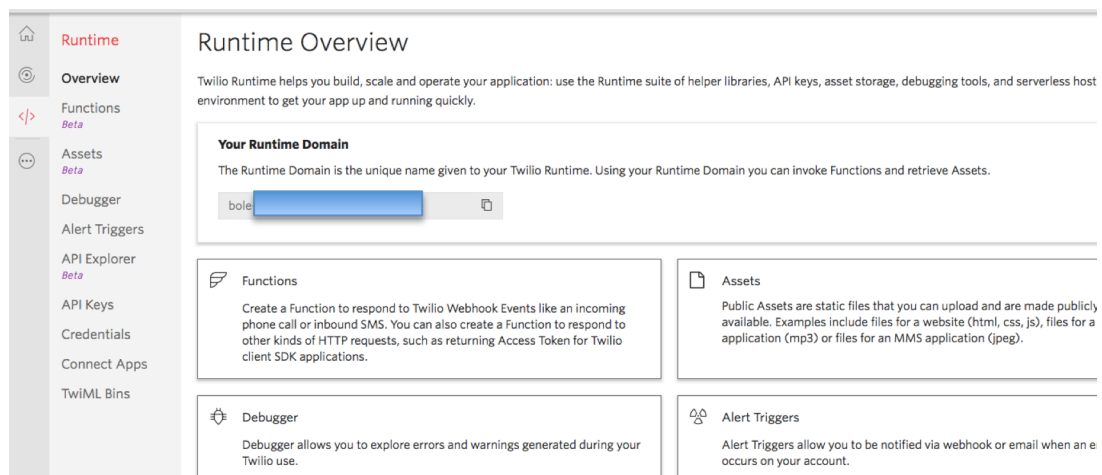 Runtime
Overview
Functions
Beta
Assets
Beta
Debugger
Alert Triggers
API Explorer
Beta
API Keys
Credentials
Connect Apps
TwiML Bins
Runtime Overview
Twilio Runtime helps you build, scale and operate your application: use the Runtime suite of helper libraries, API keys, asset storage, debugging tools, and serverless host
environment to get your app up and running quickly.
Your Runtime Domain
The Runtime Domain is the unique name given to your Twilio Runtime. Using your Runtime Domain you can invoke Functions and retrieve Assets.
bole
Functions
Create a Function to respond to Twilio Webhook Events like an incoming
phone call or inbound SMS. You can also create a Function to respond to
other kinds of HTTP requests, such as returning Access Token for Twilio
client SDK applications.
Assets
Public Assets are static files that you can upload and are made publicly
available. Examples include files for a website (html, css, js), files for a
application (mp3) or files for an MMS application (jpeg).
Debugger
Debugger allows you to explore errors and warnings generated during your
Twilio use.
Alert Triggers
Alert Triggers allow you to be notified via webhook or email when an e
occurs on your account.